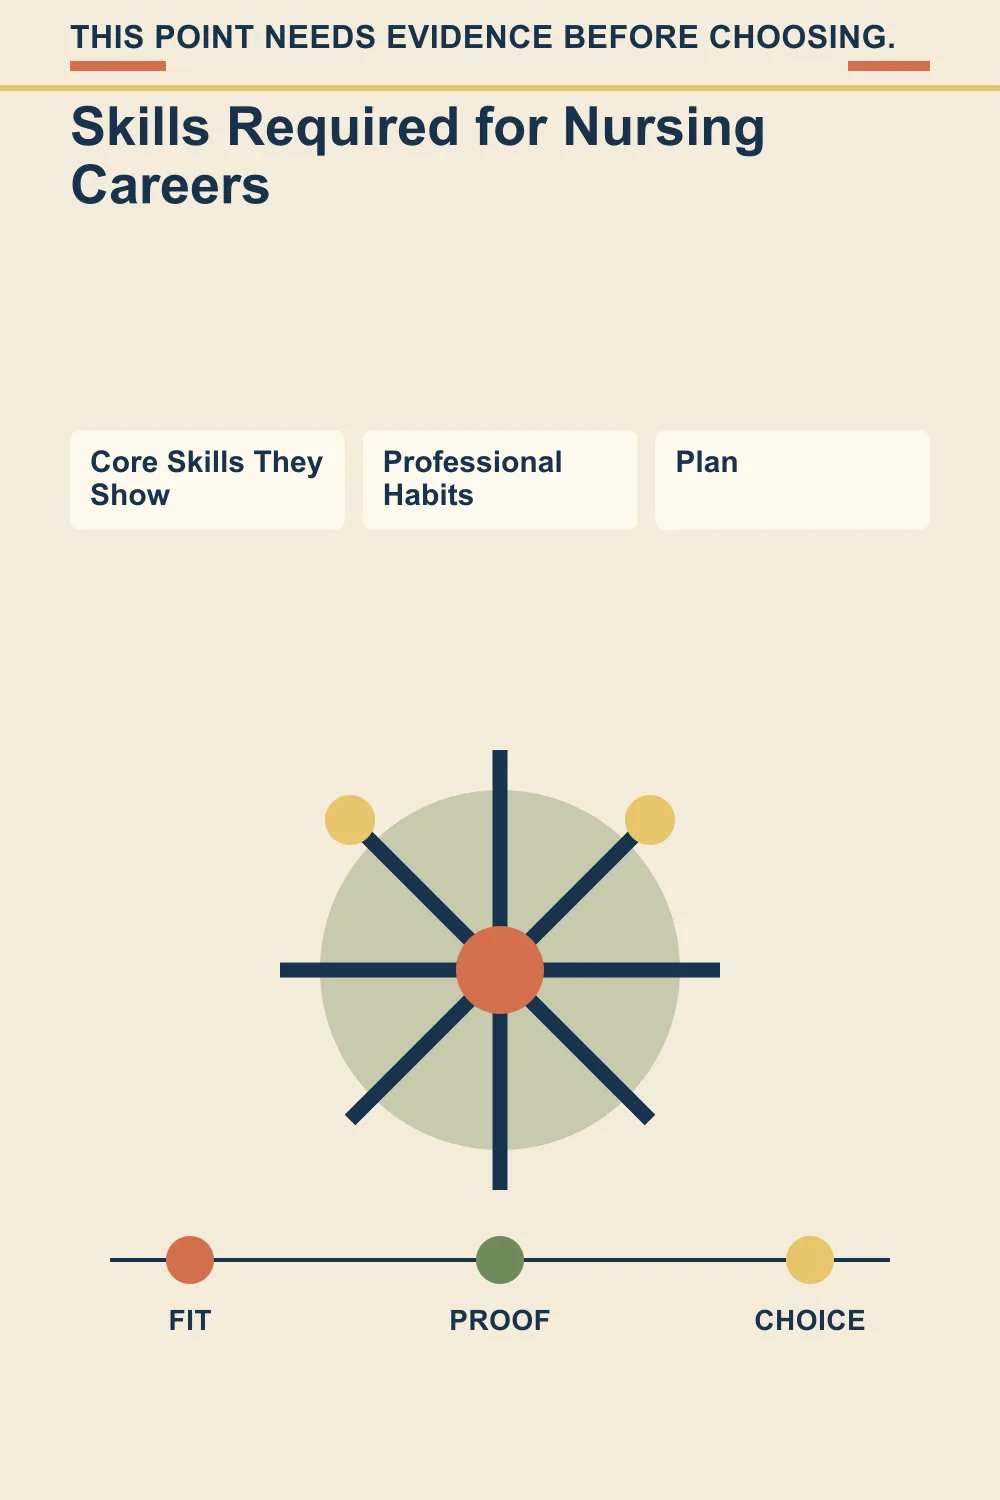 THIS POINT NEEDS EVIDENCE BEFORE CHOOSING.
Skills Required for Nursing
Careers
Core Skills They
Show
Professional
Habits
Plan
FIT
PROOF
CHOICE